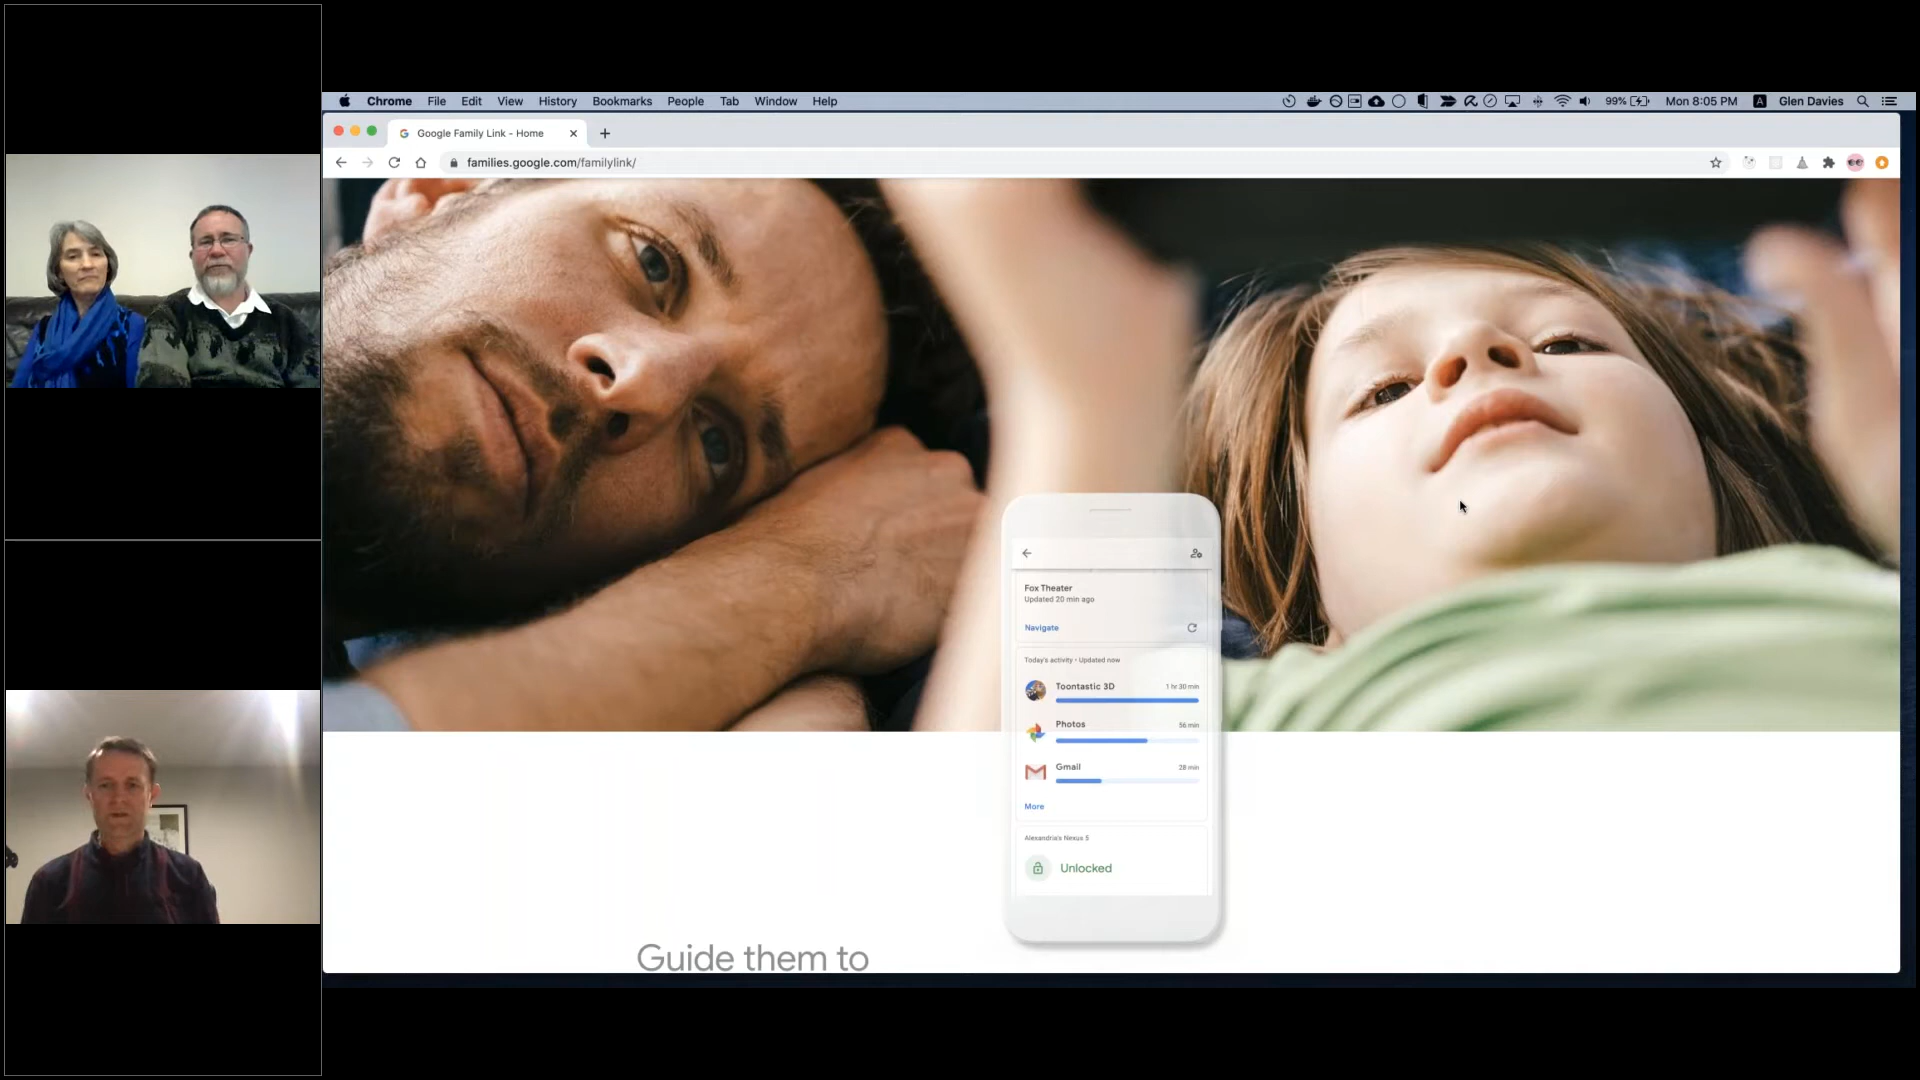 Chrome File Edit View History Bookmarks People Tab Window Help 99% Mon 8:05 PM A Glen Davies
Google Family Link - Home
families.google.com/familylink/
Fox Theater
Updated 20 min ago
Navigate
Today's activity • Updated now
Toontastic 3D 1 hr 30 min
Photos 56 min
Gmail 28 min
More
Alexandria's Nexus 5
Unlocked
Guide them to